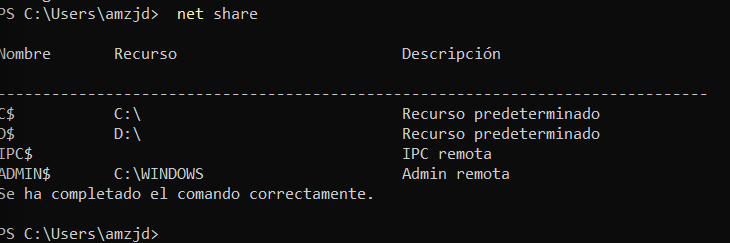 PS C:\Users\amzjd>  net share
Nombre       Recurso                         Descripción
-------------------------------------------------------------------------------
C$           C:\                             Recurso predeterminado
D$           D:\                             Recurso predeterminado
IPC$                                         IPC remota
ADMIN$       C:\WINDOWS                      Admin remota
Se ha completado el comando correctamente.
PS C:\Users\amzjd>